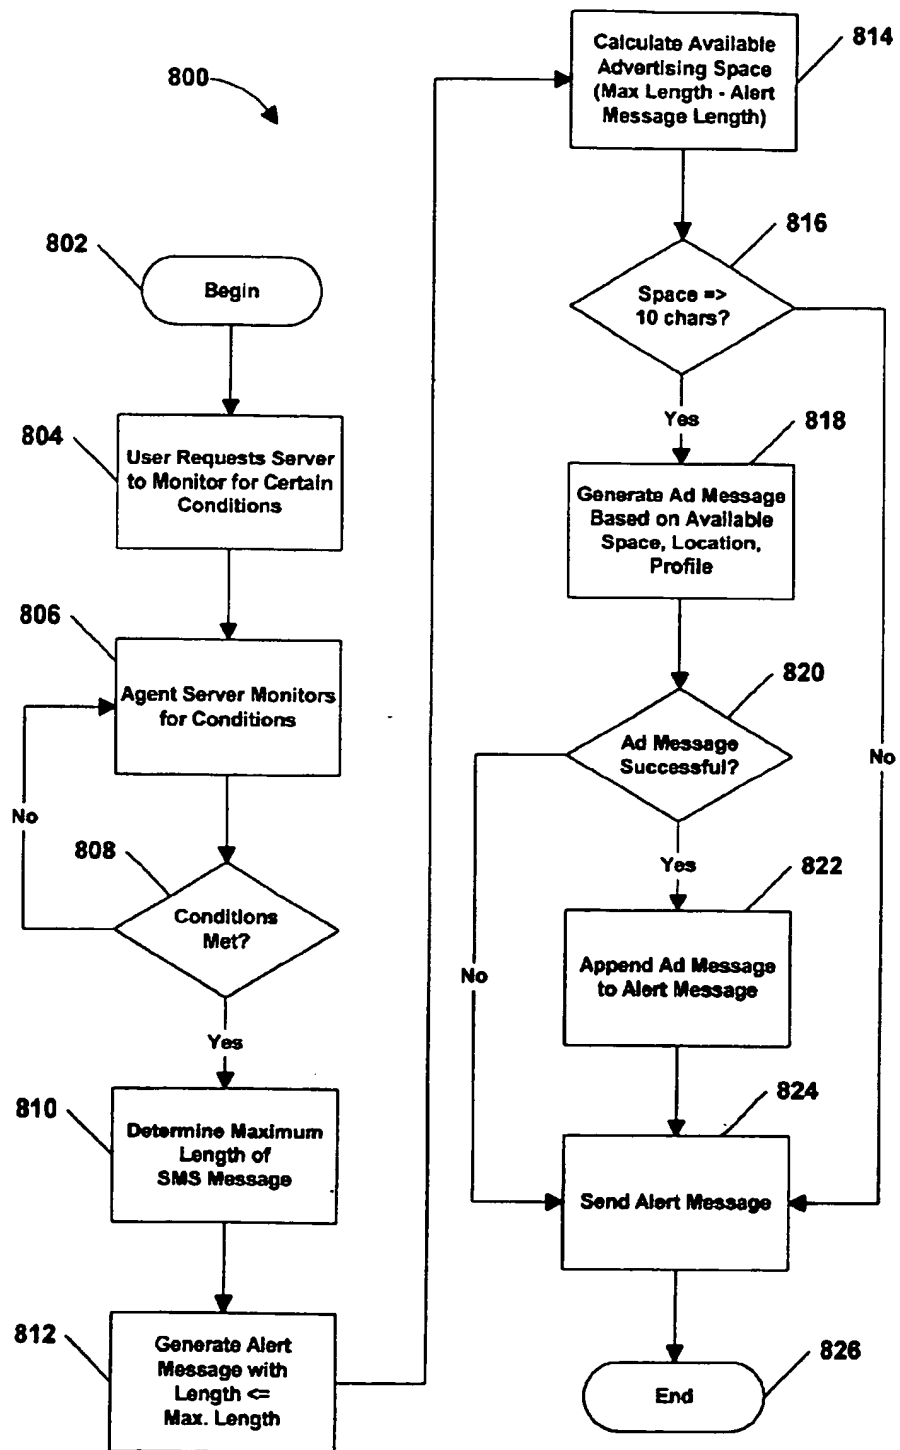 800
802
Begin
804
User Requests Server
to Monitor for Certain
Conditions
806
Agent Server Monitors
for Conditions
No
808
Conditions
Met?
Yes
810
Determine Maximum
Length of
SMS Message
812
Generate Alert
Message with
Length <=
Max. Length
814
Calculate Available
Advertising Space
(Max Length - Alert
Message Length)
816
Space =>
10 chars?
Yes
No
818
Generate Ad Message
Based on Available
Space, Location,
Profile
820
Ad Message
Successful?
Yes
No
822
Append Ad Message
to Alert Message
824
Send Alert Message
826
End